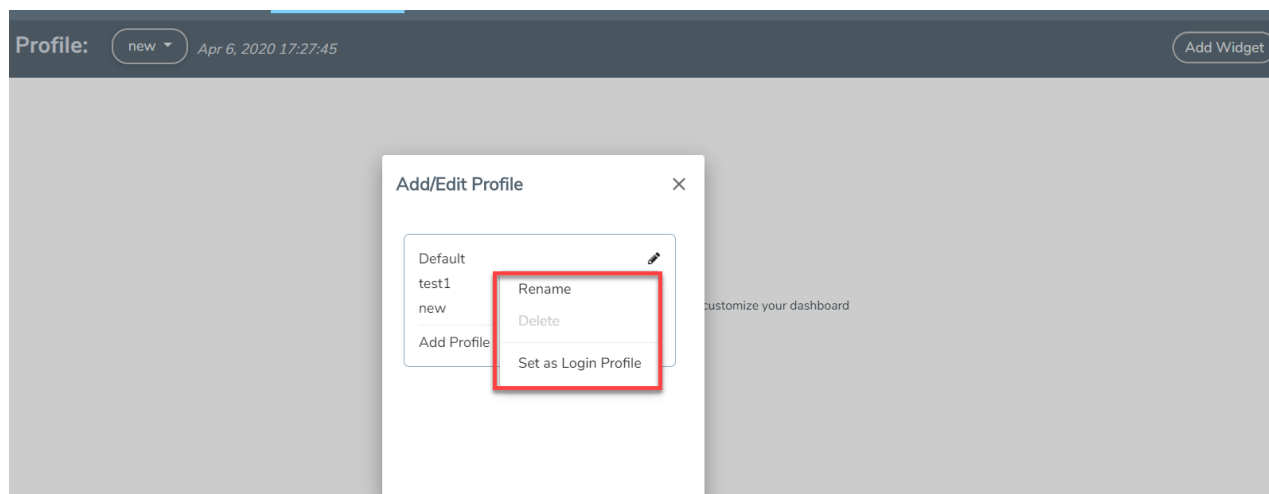 Profile: new Apr 6, 2020 17:27:45 Add Widget
Add/Edit Profile
Default
test1
new
Add Profile
Rename
Delete
Set as Login Profile
customize your dashboard